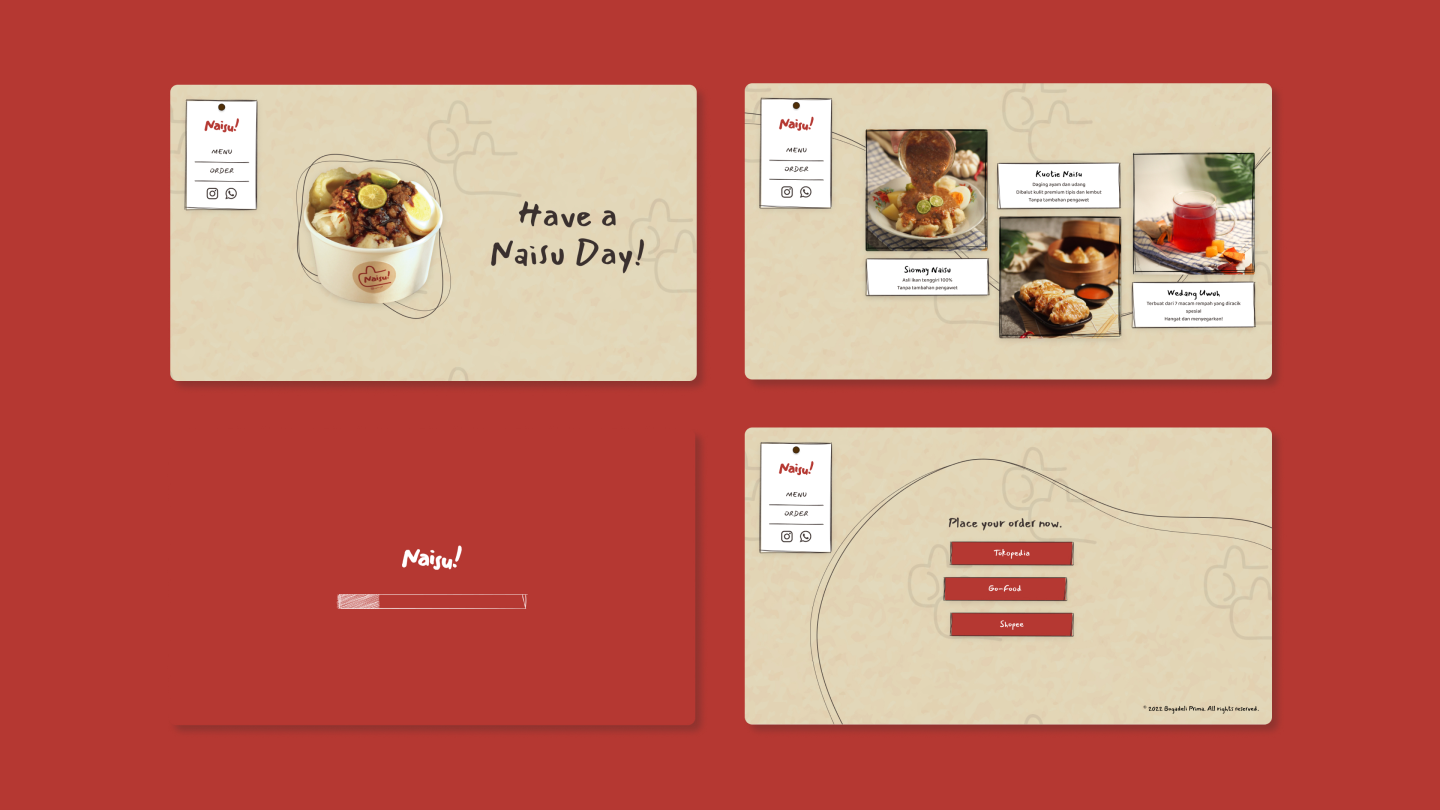 Naisu!
MENU
ORDER
Naisu!
Have a
Naisu Day!
Naisu!
MENU
ORDER
Siomay Naisu
Asli ikan tenggiri 100%
Tanpa tambahan pengawet
Kuotie Naisu
Daging ayam dan udang
Dibalut kulit premium tipis dan lembut
Tanpa tambahan pengawet
Wedang Uwuh
Terbuat dari 7 macam rempah yang diracik
spesial
Hangat dan menyegarkan!
Naisu!
Naisu!
MENU
ORDER
Place your order now.
Tokopedia
Go-Food
Shopee
© 2022 Bogadeli Prima. All rights reserved.